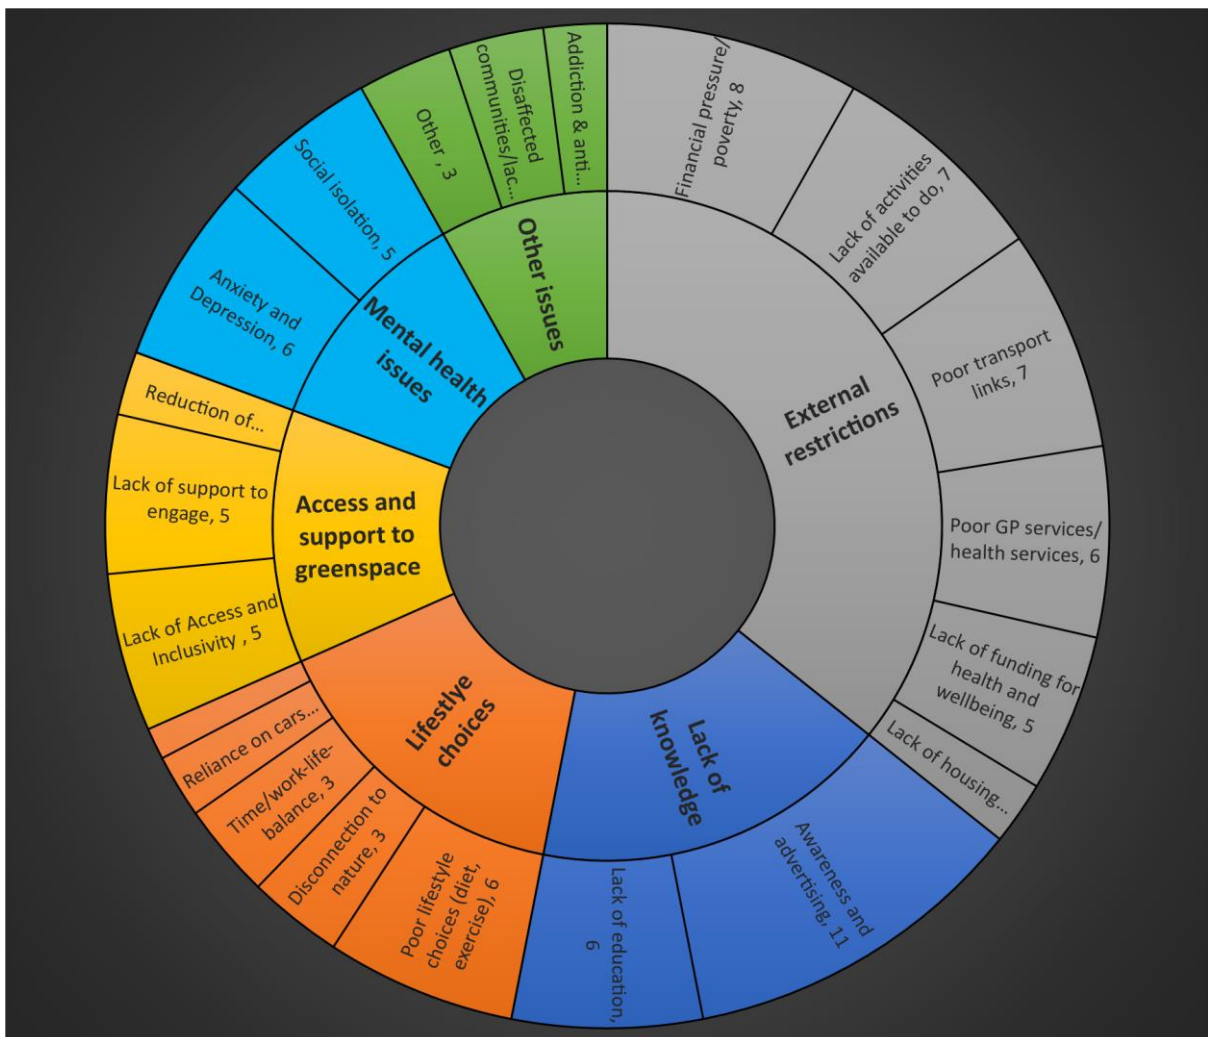 Financial pressure/
poverty, 8
Lack of activities
available to do, 7
Poor transport
links, 7
Poor GP services/
health services, 6
Lack of funding for
health and
wellbeing, 5
Lack of housing...
External
restrictions
Awareness and
advertising, 11
Lack of education,
6
Lack of
knowledge
Poor lifestyle
choices (diet,
exercise), 6
Disconnection to
nature, 3
Time/work-life-
balance, 3
Reliance on cars...
Lifestlye
choices
Lack of Access and
Inclusivity , 5
Lack of support to
engage, 5
Reduction of...
Access and
support to
greenspace
Anxiety and
Depression, 6
Social isolation, 5
Mental health
issues
Other , 3
Disaffected
communities/lac...
Addiction & anti...
Other issues